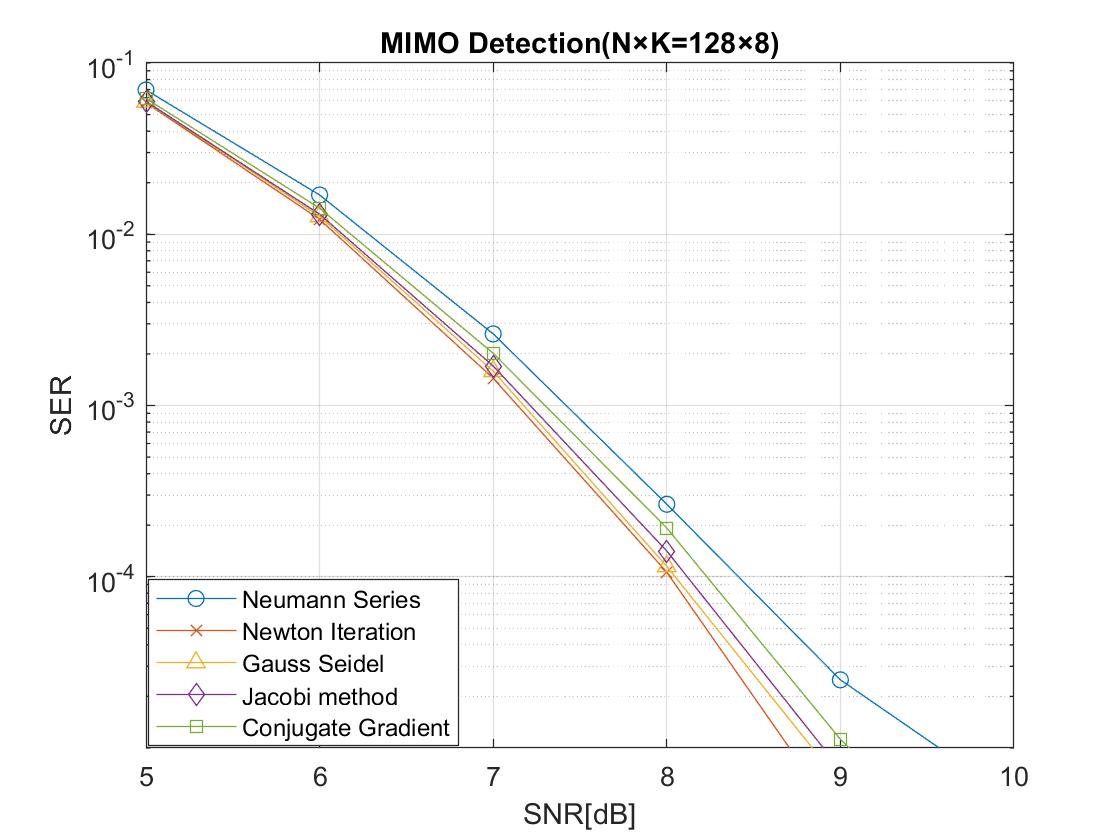 MIMO Detection(N×K=128×8)
10^-1
10^-2
10^-3
10^-4
SER
Neumann Series
Newton Iteration
Gauss Seidel
Jacobi method
Conjugate Gradient
5 6 7 8 9 10
SNR[dB]